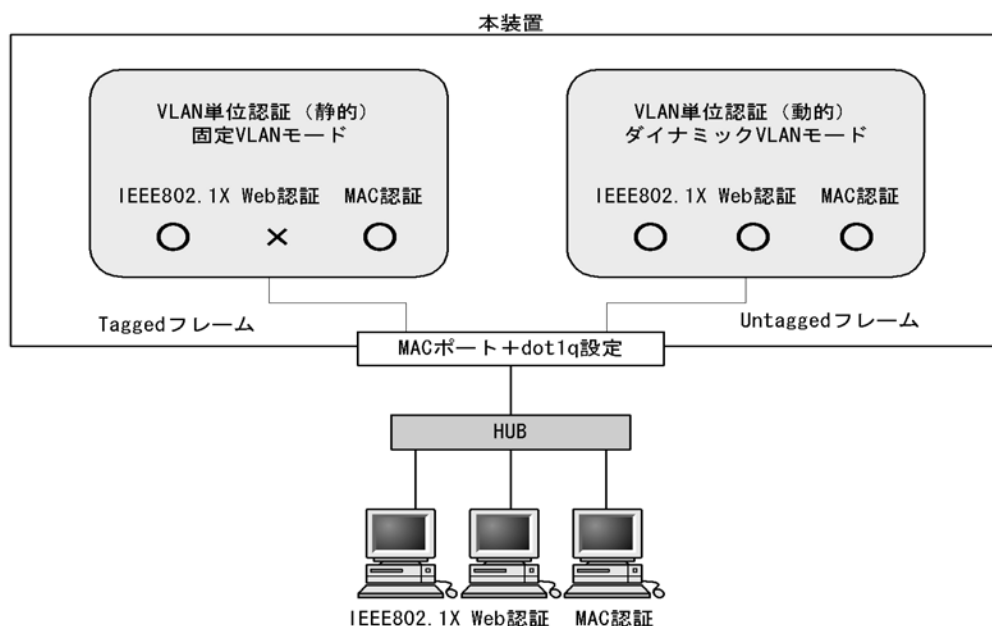 本装置
VLAN単位認証（静的）
固定VLANモード
IEEE802.1X Web認証 MAC認証
○ × ○
VLAN単位認証（動的）
ダイナミックVLANモード
IEEE802.1X Web認証 MAC認証
○ ○ ○
Taggedフレーム
Untaggedフレーム
MACポート＋dot1q設定
HUB
IEEE802.1X Web認証 MAC認証